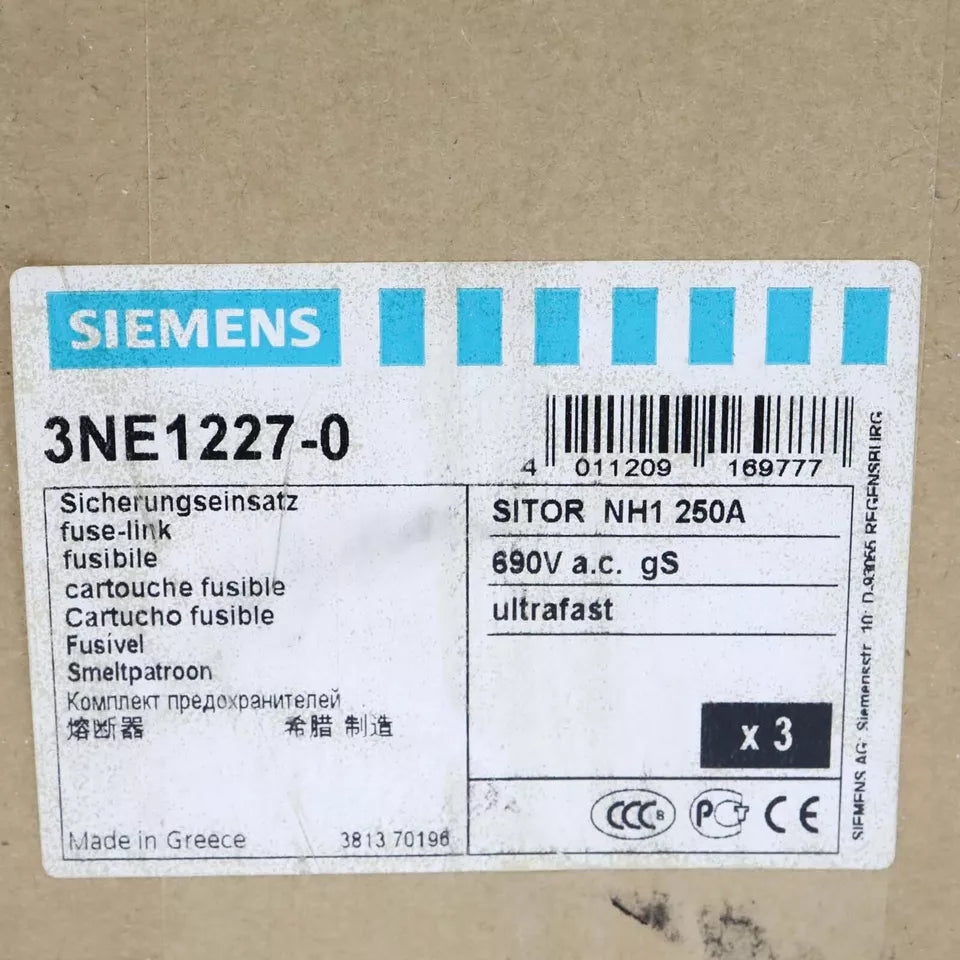 SIEMENS
3NE1227-0
4 011209 169777
Sicherungseinsatz
fuse-link
fusibile
cartouche fusible
Cartucho fusible
Fusível
Smeltpatroon
Комплект предохранителей
熔断器 希腊 制造
Made in Greece 3813 70196
SITOR NH1 250A
690V a.c. gS
ultrafast
x 3
CCC B
PCT
CE
SIEMENS AG; Siemensstr. 10; D-93055 REGENSBURG